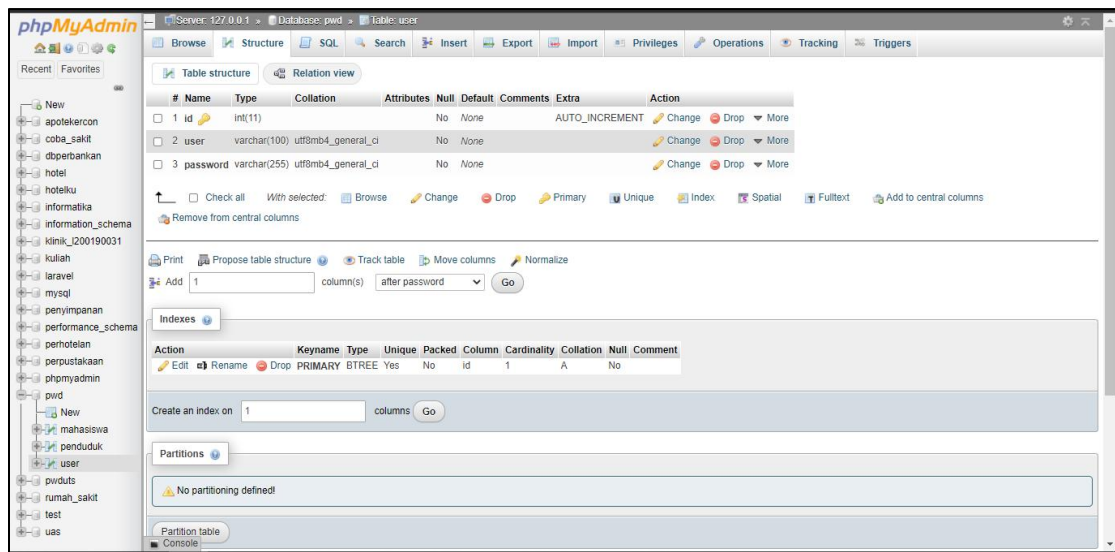 phpMyAdmin
Recent Favorites
New
apotekercon
coba_sakit
dbperbankan
hotel
hotelku
informatika
information_schema
klinik_l200190031
kuliah
laravel
mysql
penyimpanan
performance_schema
perhotelan
perpustakaan
phpmyadmin
pwd
New
mahasiswa
penduduk
user
pwduts
rumah_sakit
test
uas
Server: 127.0.0.1 » Database: pwd » Table: user
Browse Structure SQL Search Insert Export Import Privileges Operations Tracking Triggers
Table structure Relation view
# Name Type Collation Attributes Null Default Comments Extra Action
1 id int(11) No None AUTO_INCREMENT Change Drop More
2 user varchar(100) utf8mb4_general_ci No None Change Drop More
3 password varchar(255) utf8mb4_general_ci No None Change Drop More
Check all With selected: Browse Change Drop Primary Unique Index Spatial Fulltext Add to central columns
Remove from central columns
Print Propose table structure Track table Move columns Normalize
Add 1 column(s) after password Go
Indexes
Action Keyname Type Unique Packed Column Cardinality Collation Null Comment
Edit Rename Drop PRIMARY BTREE Yes No id 1 A No
Create an index on 1 columns Go
Partitions
No partitioning defined!
Partition table
Console